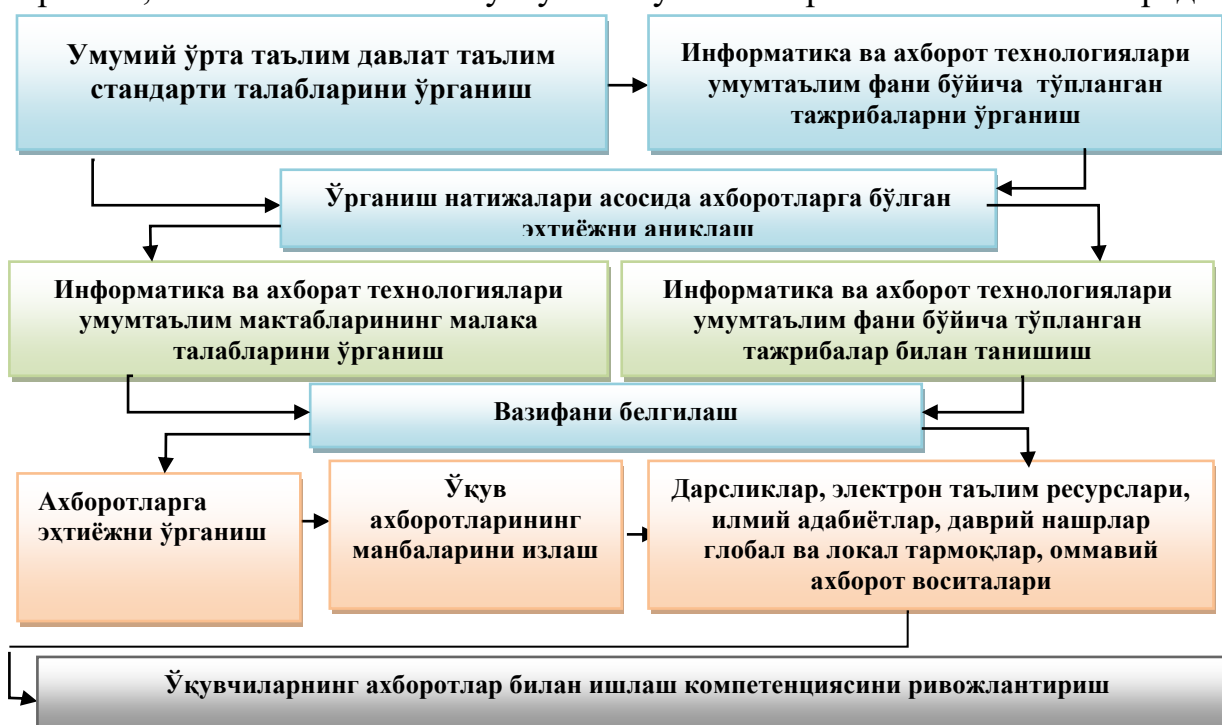 Умумий ўрта таълим давлат таълим
стандарти талабларини ўрганиш
Информатика ва ахборот технологиялари
умумтаълим фани бўйича тўпланган
тажрибаларни ўрганиш
Ўрганиш натижалари асосида ахборотларга бўлган
эҳтиёжни аниқлаш
Информатика ва ахборат технологиялари
умумтаълим мактабларининг малака
талабларини ўрганиш
Информатика ва ахборот технологиялари
умумтаълим фани бўйича тўпланган
тажрибалар билан танишиш
Вазифани белгилаш
Ахборотларга
эҳтиёжни ўрганиш
Ўқув
ахборотларининг
манбаларини излаш
Дарсликлар, электрон таълим ресурслари,
илмий адабиётлар, даврий нашрлар
глобал ва локал тармоқлар, оммавий
ахборот воситалари
Ўқувчиларнинг ахборотлар билан ишлаш компетенциясини ривожлантириш